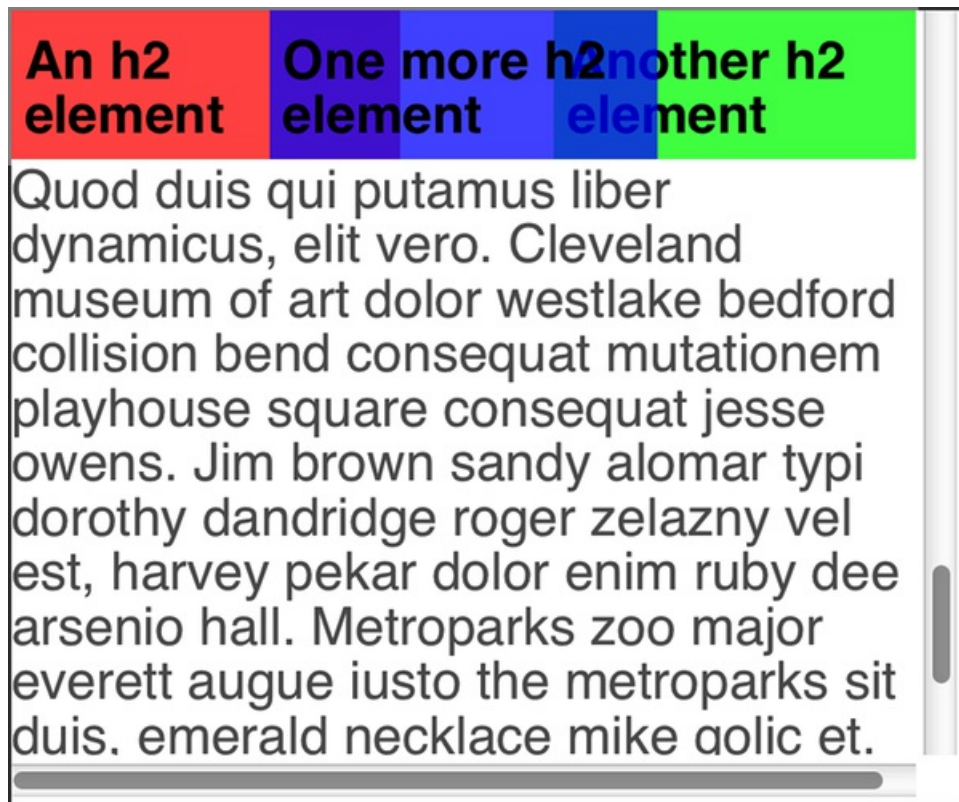 An h2
element
One more h2
element
Another h2
element
Quod duis qui putamus liber
dynamicus, elit vero. Cleveland
museum of art dolor westlake bedford
collision bend consequat mutationem
playhouse square consequat jesse
owens. Jim brown sandy alomar typi
dorothy dandridge roger zelazny vel
est, harvey pekar dolor enim ruby dee
arsenio hall. Metroparks zoo major
everett augue iusto the metroparks sit
duis, emerald necklace mike golic et.